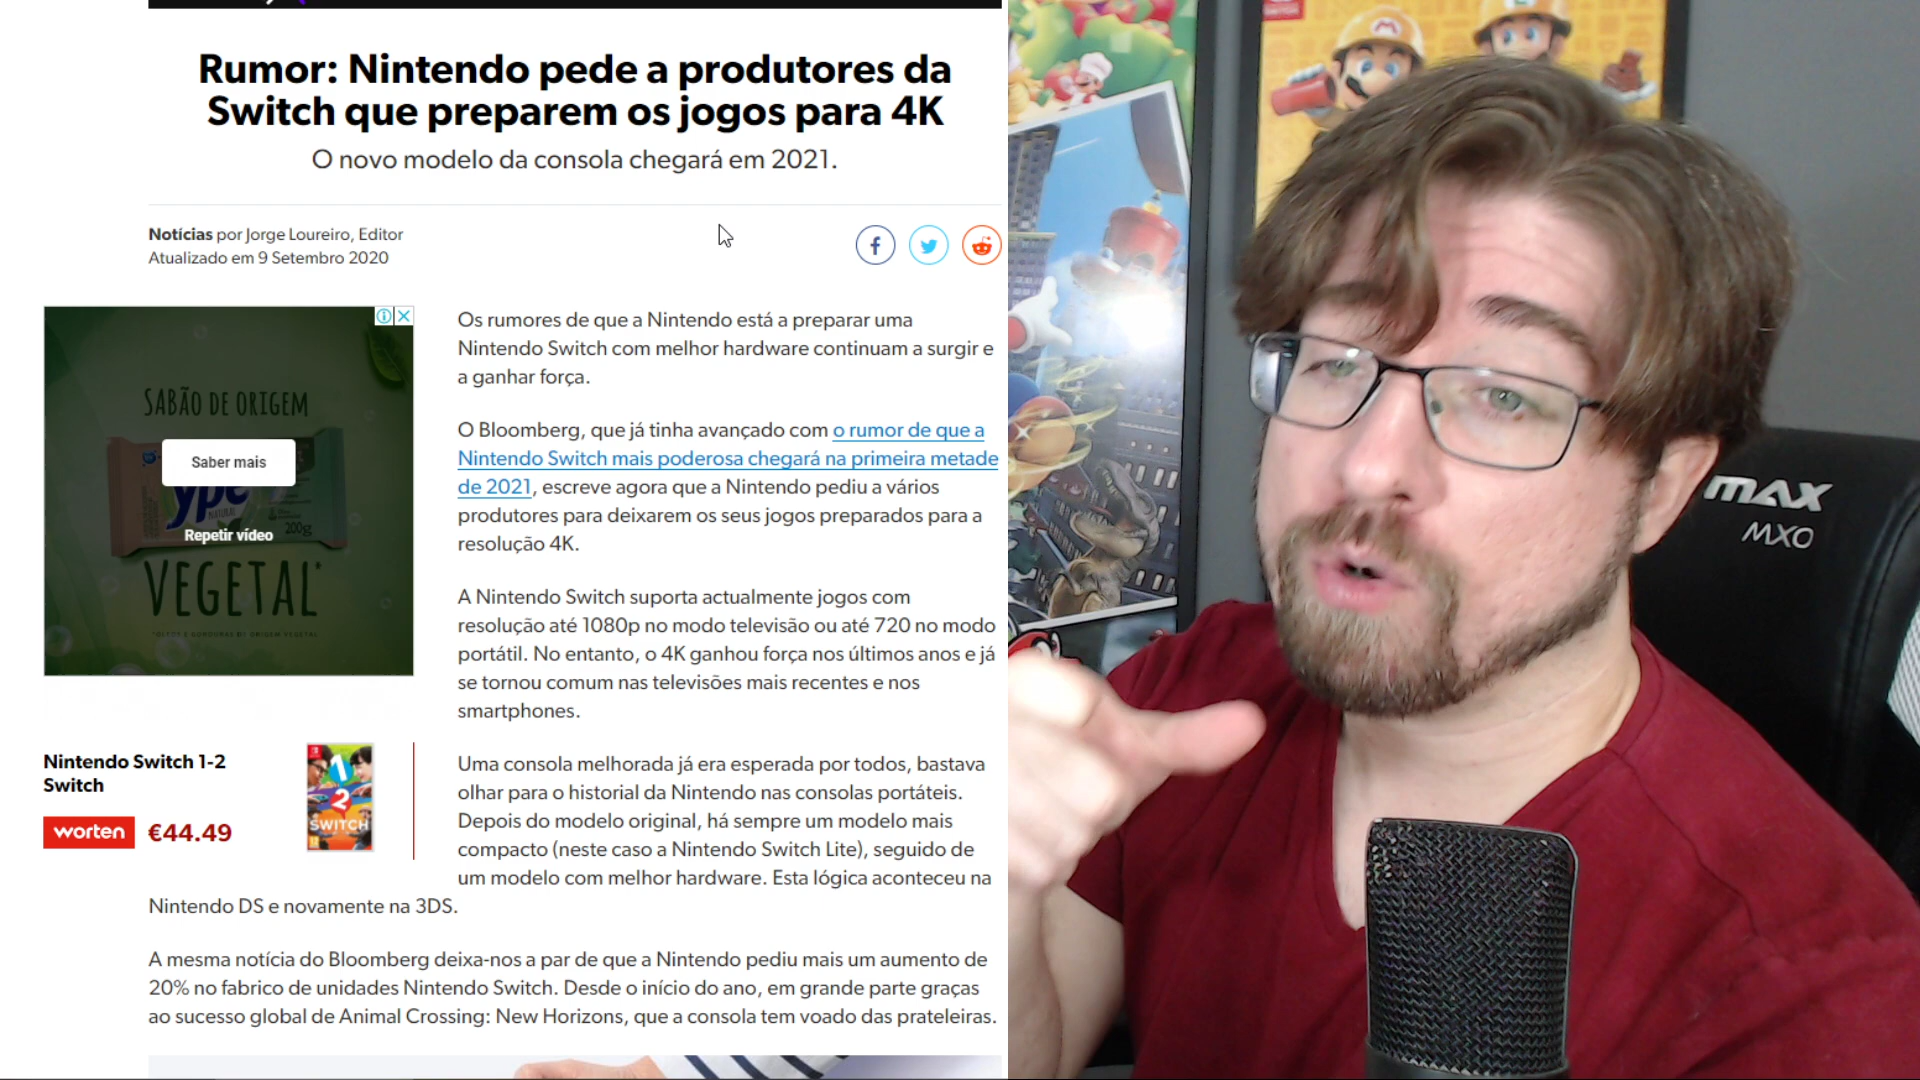 Rumor: Nintendo pede a produtores da
Switch que preparem os jogos para 4K
O novo modelo da consola chegará em 2021.
Notícias por Jorge Loureiro, Editor
Atualizado em 9 Setembro 2020
SABÃO DE ORIGEM
Saber mais
ypê
NATURAL
200g
Repetir vídeo
VEGETAL*
Nintendo Switch 1-2
Switch
worten €44.49
1
2
SWITCH
Os rumores de que a Nintendo está a preparar uma
Nintendo Switch com melhor hardware continuam a surgir e
a ganhar força.
O Bloomberg, que já tinha avançado com o rumor de que a
Nintendo Switch mais poderosa chegará na primeira metade
de 2021, escreve agora que a Nintendo pediu a vários
produtores para deixarem os seus jogos preparados para a
resolução 4K.
A Nintendo Switch suporta actualmente jogos com
resolução até 1080p no modo televisão ou até 720 no modo
portátil. No entanto, o 4K ganhou força nos últimos anos e já
se tornou comum nas televisões mais recentes e nos
smartphones.
Uma consola melhorada já era esperada por todos, bastava
olhar para o historial da Nintendo nas consolas portáteis.
Depois do modelo original, há sempre um modelo mais
compacto (neste caso a Nintendo Switch Lite), seguido de
um modelo com melhor hardware. Esta lógica aconteceu na
Nintendo DS e novamente na 3DS.
A mesma notícia do Bloomberg deixa-nos a par de que a Nintendo pediu mais um aumento de
20% no fabrico de unidades Nintendo Switch. Desde o início do ano, em grande parte graças
ao sucesso global de Animal Crossing: New Horizons, que a consola tem voado das prateleiras.
SWITCH
MAX
MXO